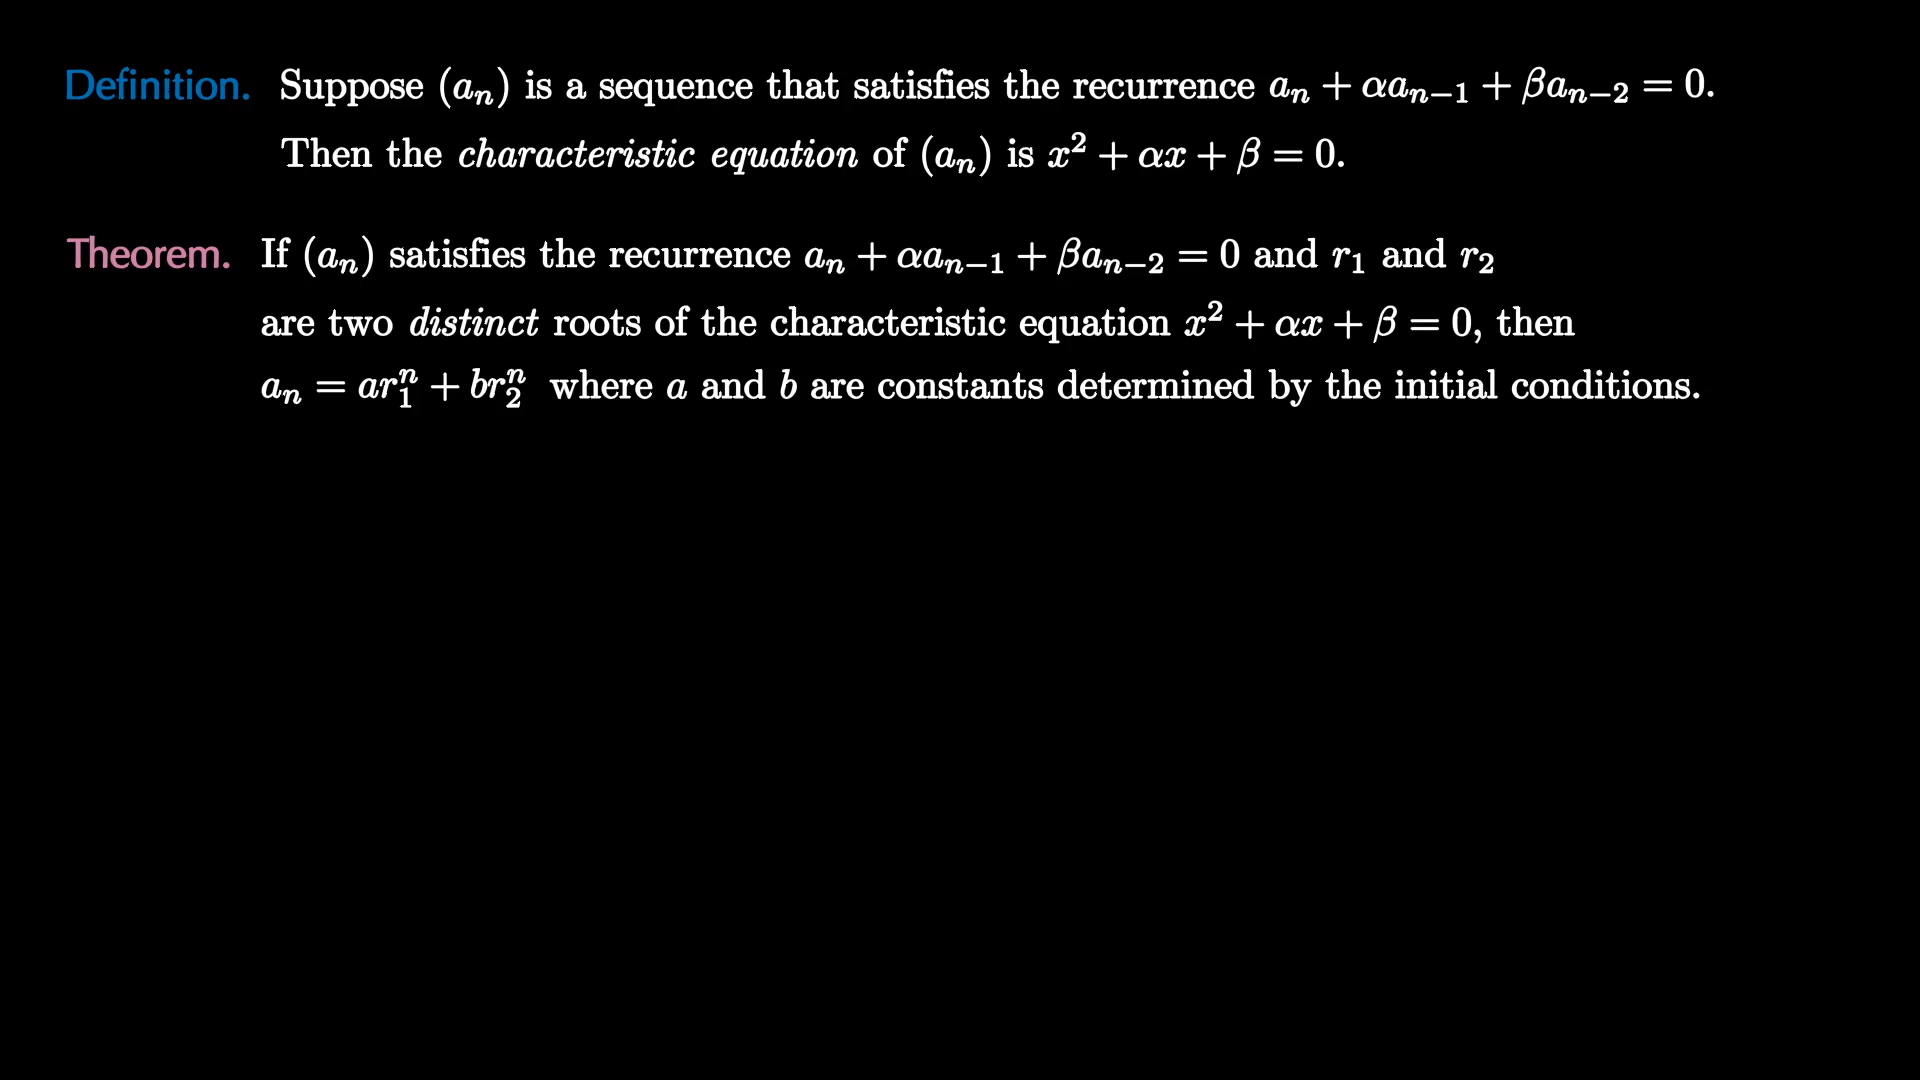 Definition. Suppose (aₙ) is a sequence that satisfies the recurrence aₙ + αaₙ₋₁ + βaₙ₋₂ = 0.
Then the characteristic equation of (aₙ) is x² + αx + β = 0.
Theorem. If (aₙ) satisfies the recurrence aₙ + αaₙ₋₁ + βaₙ₋₂ = 0 and r₁ and r₂
are two distinct roots of the characteristic equation x² + αx + β = 0, then
aₙ = ar₁ⁿ + br₂ⁿ where a and b are constants determined by the initial conditions.